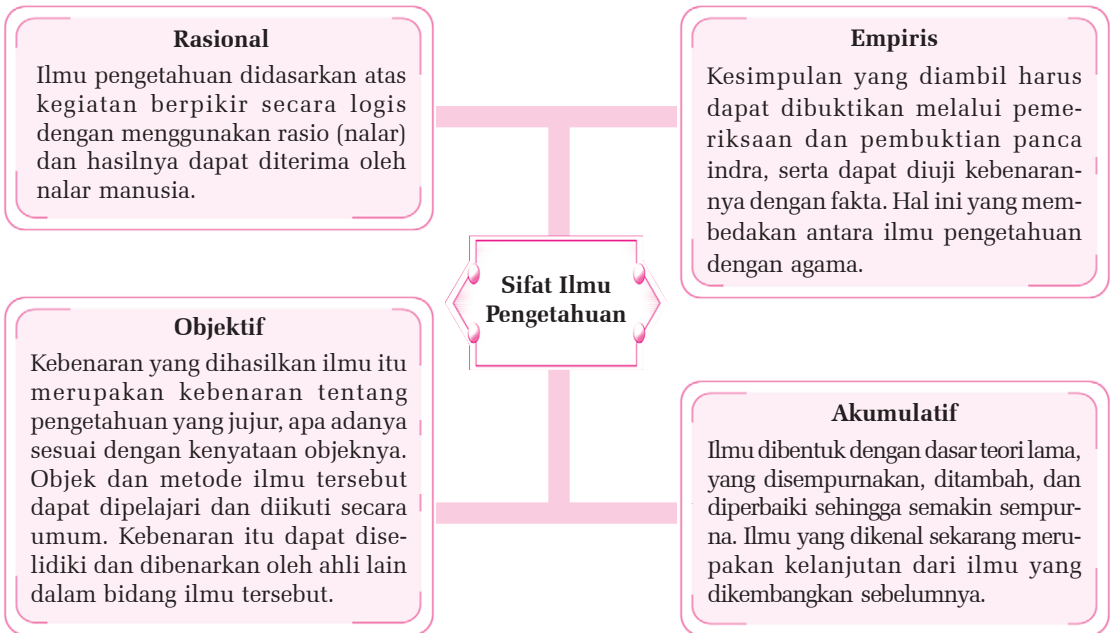 Rasional
Ilmu pengetahuan didasarkan atas
kegiatan berpikir secara logis
dengan menggunakan rasio (nalar)
dan hasilnya dapat diterima oleh
nalar manusia.
Empiris
Kesimpulan yang diambil harus
dapat dibuktikan melalui peme-
riksaan dan pembuktian panca
indra, serta dapat diuji kebenaran-
nya dengan fakta. Hal ini yang mem-
bedakan antara ilmu pengetahuan
dengan agama.
Sifat Ilmu
Pengetahuan
Objektif
Kebenaran yang dihasilkan ilmu itu
merupakan kebenaran tentang
pengetahuan yang jujur, apa adanya
sesuai dengan kenyataan objeknya.
Objek dan metode ilmu tersebut
dapat dipelajari dan diikuti secara
umum. Kebenaran itu dapat dise-
lidiki dan dibenarkan oleh ahli lain
dalam bidang ilmu tersebut.
Akumulatif
Ilmu dibentuk dengan dasar teori lama,
yang disempurnakan, ditambah, dan
diperbaiki sehingga semakin sempur-
na. Ilmu yang dikenal sekarang meru-
pakan kelanjutan dari ilmu yang
dikembangkan sebelumnya.